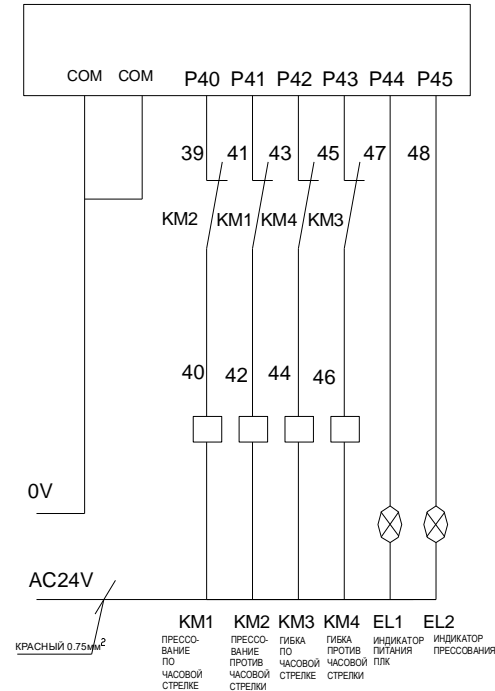 COM COM P40 P41 P42 P43 P44 P45
39 41 43 45 47 48
KM2 KM1 KM4 KM3
40 42 44 46
0V
AC24V
КРАСНЫЙ 0.75мм²
KM1 KM2 KM3 KM4 EL1 EL2
ПРЕССО-
ВАНИЕ
ПО
ЧАСОВОЙ
СТРЕЛКЕ
ПРЕССО-
ВАНИЕ
ПРОТИВ
ЧАСОВОЙ
СТРЕЛКИ
ГИБКА
ПО
ЧАСОВОЙ
СТРЕЛКЕ
ГИБКА
ПРОТИВ
ЧАСОВОЙ
СТРЕЛКИ
ИНДИКАТОР
ПИТАНИЯ
ПЛК
ИНДИКАТОР
ПРЕССОВАНИЯ